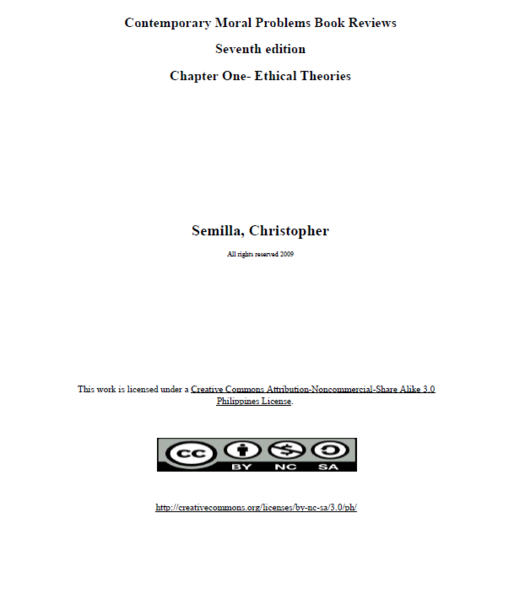 Contemporary Moral Problems Book Reviews
Seventh edition
Chapter One- Ethical Theories
Semilla, Christopher
All rights reserved 2009
This work is licensed under a Creative Commons Attribution-Noncommercial-Share Alike 3.0
Philippines License.
cc
BY NC SA
http://creativecommons.org/licenses/by-nc-sa/3.0/ph/